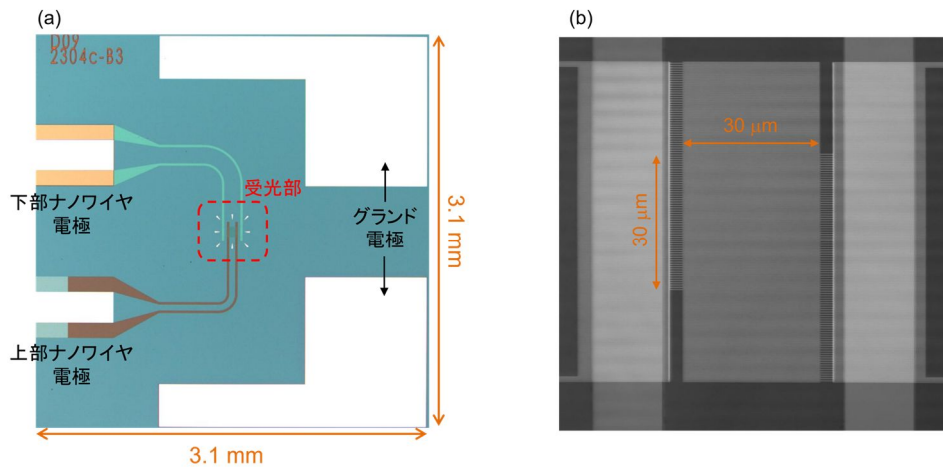 (a)
D09
2304c-B3
下部ナノワイヤ
電極
受光部
グランド
電極
上部ナノワイヤ
電極
3.1 mm
3.1 mm
(b)
30 μm
30 μm